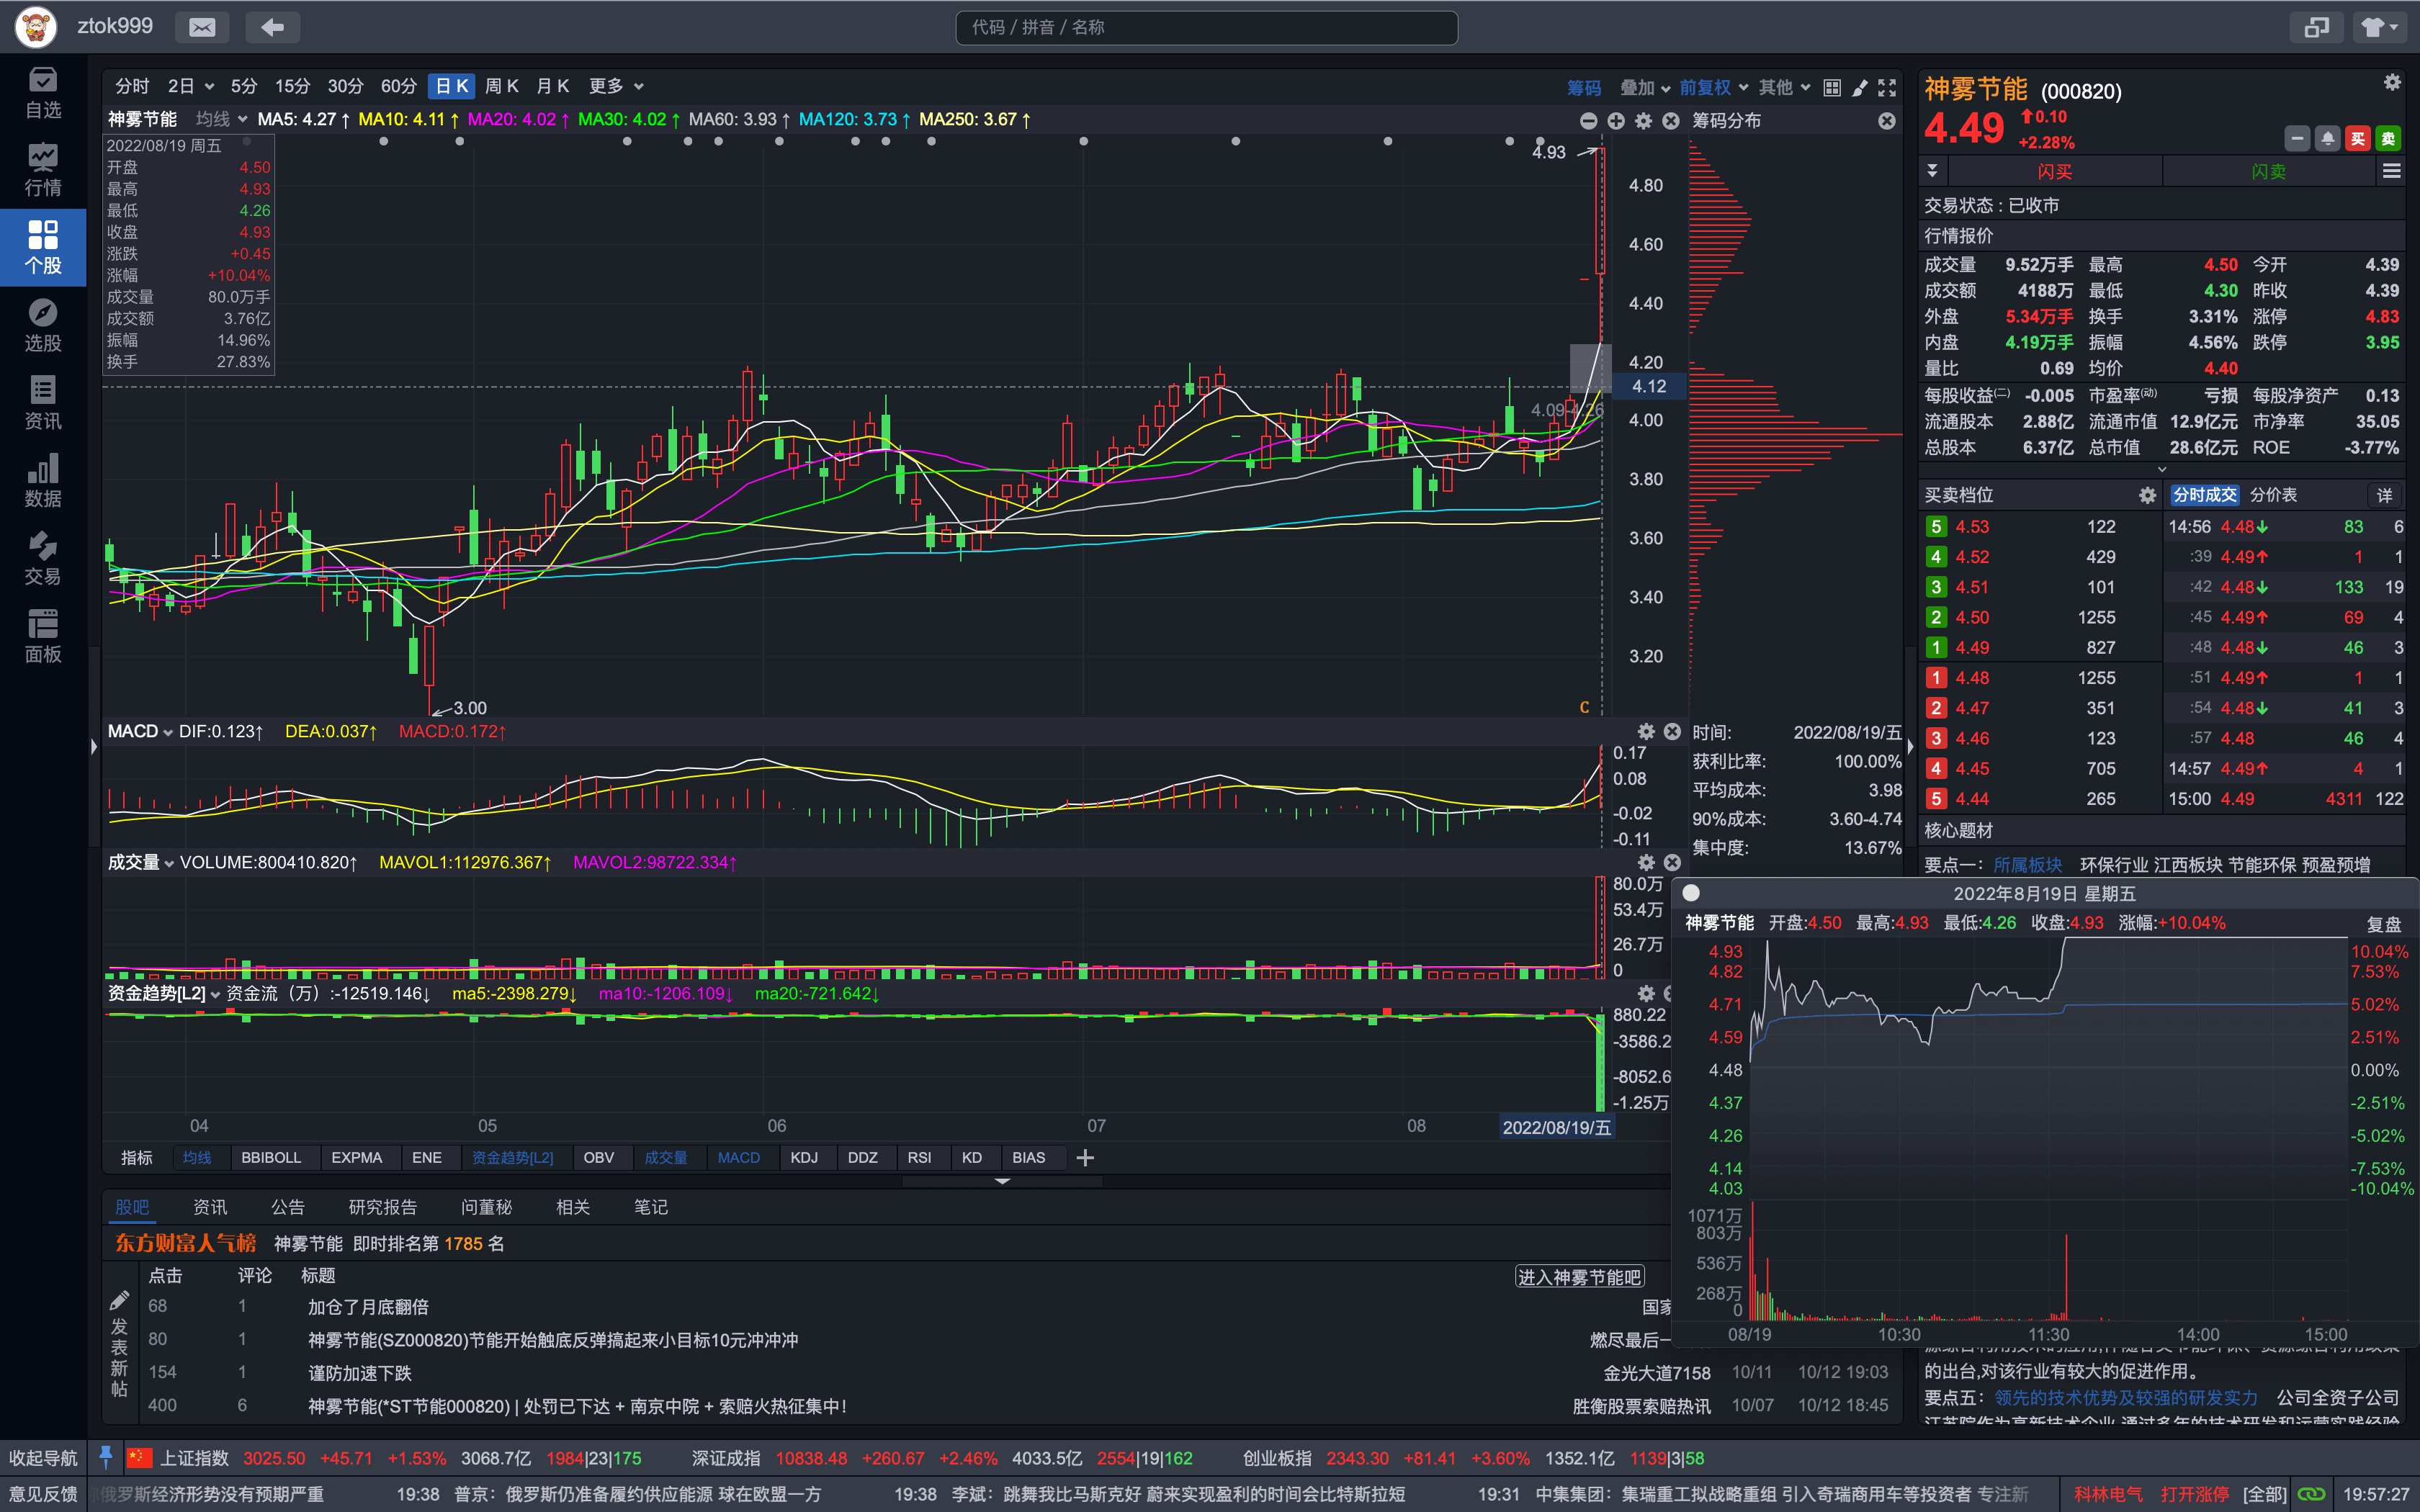 ztok999
代码 / 拼音 / 名称
自选
行情
个股
选股
资讯
数据
交易
面板
分时 2日 5分 15分 30分 60分 日K 周K 月K 更多
筹码 叠加 前复权 其他
神雾节能 均线 MA5: 4.27↑ MA10: 4.11↑ MA20: 4.02↑ MA30: 4.02↑ MA60: 3.93↑ MA120: 3.73↑ MA250: 3.67↑
筹码分布
2022/08/19 周五
开盘 4.50
最高 4.93
最低 4.26
收盘 4.93
涨跌 +0.45
涨幅 +10.04%
成交量 80.0万手
成交额 3.76亿
振幅 14.96%
换手 27.83%
4.93
4.80
4.60
4.40
4.20
4.12
4.09-4.26
4.00
3.80
3.60
3.40
3.20
3.00
C
MACD DIF:0.123↑ DEA:0.037↑ MACD:0.172↑
0.17
0.08
-0.02
-0.11
时间: 2022/08/19/五
获利比率: 100.00%
平均成本: 3.98
90%成本: 3.60-4.74
集中度: 13.67%
成交量 VOLUME:800410.820↑ MAVOL1:112976.367↑ MAVOL2:98722.334↑
80.0万
53.4万
26.7万
0
资金趋势[L2] 资金流（万）:-12519.146↓ ma5:-2398.279↓ ma10:-1206.109↓ ma20:-721.642↓
880.22
-3586.2
-8052.6
-1.25万
04 05 06 07 08 2022/08/19/五
指标 均线 BBIBOLL EXPMA ENE 资金趋势[L2] OBV 成交量 MACD KDJ DDZ RSI KD BIAS
股吧 资讯 公告 研究报告 问董秘 相关 笔记
东方财富人气榜 神雾节能 即时排名第 1785 名
点击 评论 标题 进入神雾节能吧
发表新帖
68 1 加仓了月底翻倍 国家
80 1 神雾节能(SZ000820)节能开始触底反弹搞起来小目标10元冲冲冲 燃尽最后一
154 1 谨防加速下跌 金光大道7158 10/11 10/12 19:03
400 6 神雾节能(*ST节能000820) | 处罚已下达 + 南京中院 + 索赔火热征集中! 胜衡股票索赔热讯 10/07 10/12 18:45
神雾节能 (000820)
4.49 0.10
+2.28%
买 卖
闪买 闪卖
交易状态 : 已收市
行情报价
成交量 9.52万手 最高 4.50 今开 4.39
成交额 4188万 最低 4.30 昨收 4.39
外盘 5.34万手 换手 3.31% 涨停 4.83
内盘 4.19万手 振幅 4.56% 跌停 3.95
量比 0.69 均价 4.40
每股收益(二) -0.005 市盈率(动) 亏损 每股净资产 0.13
流通股本 2.88亿 流通市值 12.9亿元 市净率 35.05
总股本 6.37亿 总市值 28.6亿元 ROE -3.77%
买卖档位 分时成交 分价表 详
5 4.53 122 14:56 4.48↓ 83 6
4 4.52 429 :39 4.49↑ 1 1
3 4.51 101 :42 4.48↓ 133 19
2 4.50 1255 :45 4.49↑ 69 4
1 4.49 827 :48 4.48↓ 46 3
1 4.48 1255 :51 4.49↑ 1 1
2 4.47 351 :54 4.48↓ 41 3
3 4.46 123 :57 4.48 46 4
4 4.45 705 14:57 4.49↑ 4 1
5 4.44 265 15:00 4.49 4311 122
核心题材
要点一: 所属板块 环保行业 江西板块 节能环保 预盈预增
2022年8月19日 星期五
神雾节能 开盘:4.50 最高:4.93 最低:4.26 收盘:4.93 涨幅:+10.04% 复盘
4.93 10.04%
4.82 7.53%
4.71 5.02%
4.59 2.51%
4.48 0.00%
4.37 -2.51%
4.26 -5.02%
4.14 -7.53%
4.03 -10.04%
1071万
803万
536万
268万
0
08/19 10:30 11:30 14:00 15:00
的出台,对该行业有较大的促进作用。
要点五: 领先的技术优势及较强的研发实力 公司全资子公司
江苏院作为高新技术企业,通过多年的技术研发和运营实践经验
收起导航 上证指数 3025.50 +45.71 +1.53% 3068.7亿 1984|23|175 深证成指 10838.48 +260.67 +2.46% 4033.5亿 2554|19|162 创业板指 2343.30 +81.41 +3.60% 1352.1亿 1139|3|58
意见反馈 俄罗斯经济形势没有预期严重 19:38 普京：俄罗斯仍准备履约供应能源 球在欧盟一方 19:38 李斌：跳舞我比马斯克好 蔚来实现盈利的时间会比特斯拉短 19:31 中集集团：集瑞重工拟战略重组 引入奇瑞商用车等投资者 专注新 科林电气 打开涨停 [全部] 19:57:27